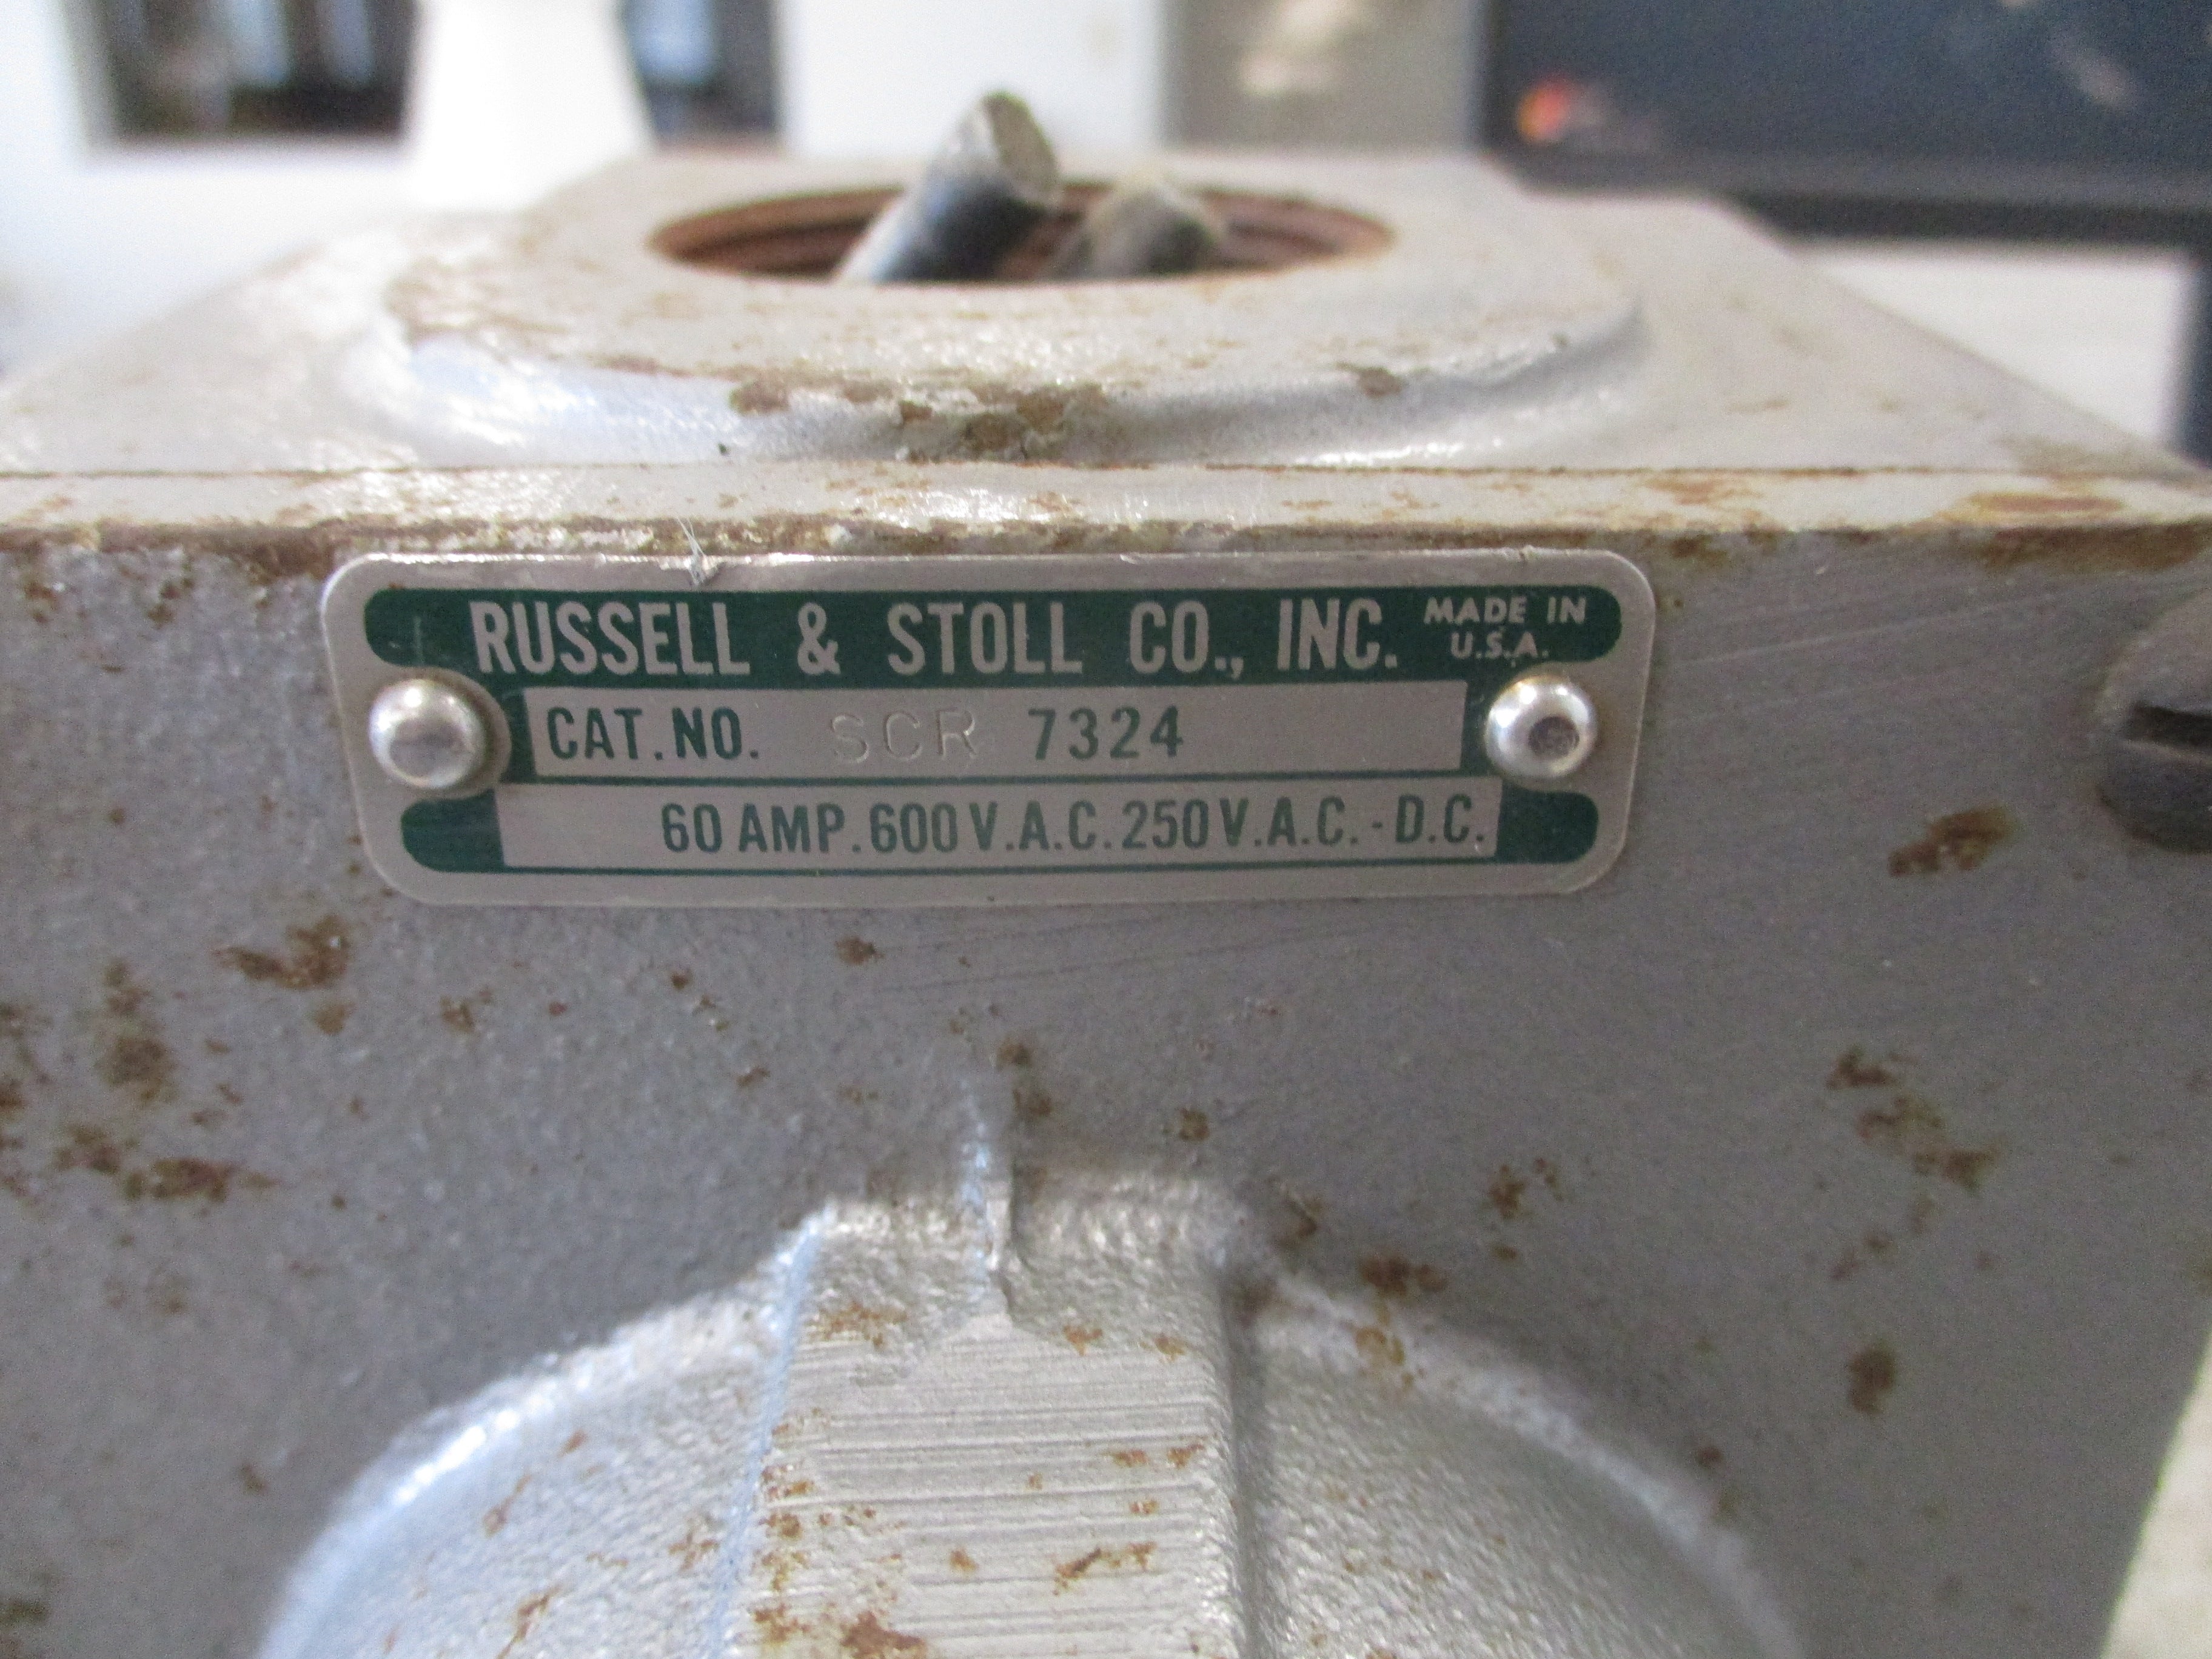 RUSSELL & STOLL CO., INC. MADE IN U.S.A.
CAT. NO. SCR 7324
60 AMP. 600 V.A.C. 250 V.A.C. - D.C.